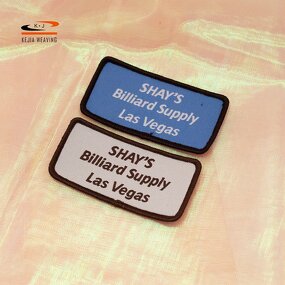 K J
KEJIA WEAVING
SHAY'S
Billiard Supply
Las Vegas
SHAY'S
Billiard Supply
Las Vegas